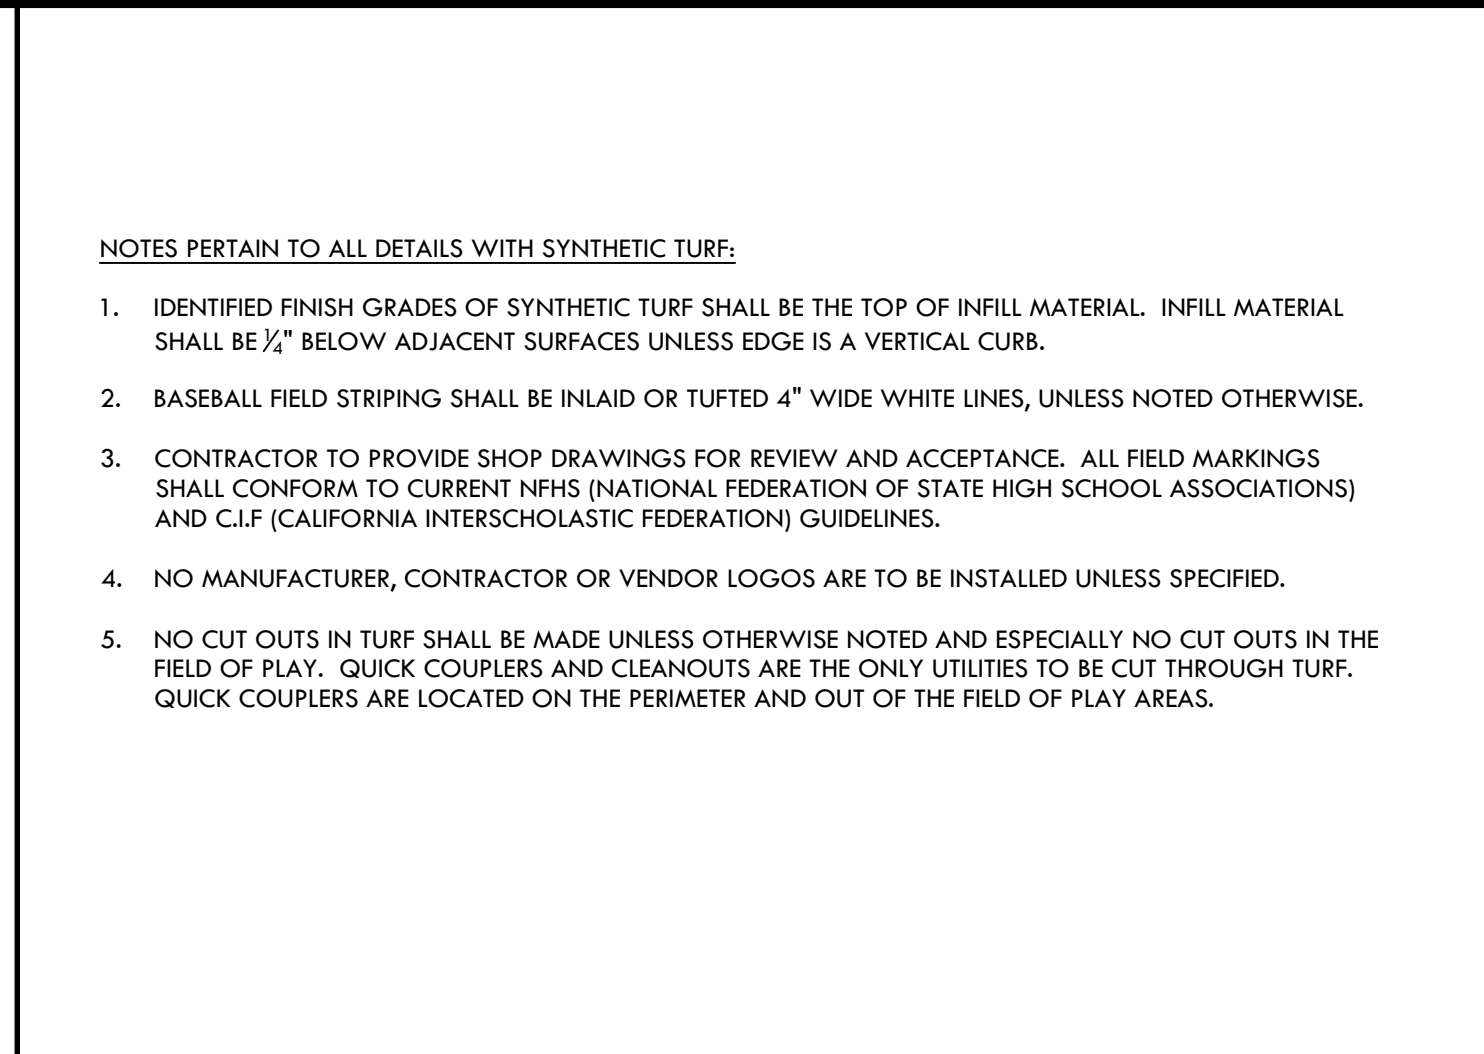 NOTES PERTAIN TO ALL DETAILS WITH SYNTHETIC TURF:
1. IDENTIFIED FINISH GRADES OF SYNTHETIC TURF SHALL BE THE TOP OF INFILL MATERIAL. INFILL MATERIAL
SHALL BE ¼" BELOW ADJACENT SURFACES UNLESS EDGE IS A VERTICAL CURB.
2. BASEBALL FIELD STRIPING SHALL BE INLAID OR TUFTED 4" WIDE WHITE LINES, UNLESS NOTED OTHERWISE.
3. CONTRACTOR TO PROVIDE SHOP DRAWINGS FOR REVIEW AND ACCEPTANCE. ALL FIELD MARKINGS
SHALL CONFORM TO CURRENT NFHS (NATIONAL FEDERATION OF STATE HIGH SCHOOL ASSOCIATIONS)
AND C.I.F (CALIFORNIA INTERSCHOLASTIC FEDERATION) GUIDELINES.
4. NO MANUFACTURER, CONTRACTOR OR VENDOR LOGOS ARE TO BE INSTALLED UNLESS SPECIFIED.
5. NO CUT OUTS IN TURF SHALL BE MADE UNLESS OTHERWISE NOTED AND ESPECIALLY NO CUT OUTS IN THE
FIELD OF PLAY. QUICK COUPLERS AND CLEANOUTS ARE THE ONLY UTILITIES TO BE CUT THROUGH TURF.
QUICK COUPLERS ARE LOCATED ON THE PERIMETER AND OUT OF THE FIELD OF PLAY AREAS.